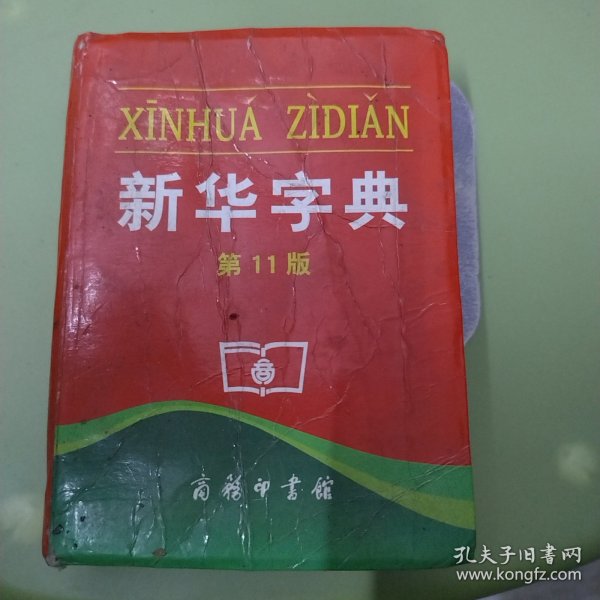 XĪNHUÁ ZÌDIǍN
新华字典
第11版
商
商务印书馆
孔夫子旧书网
www.kongfz.com